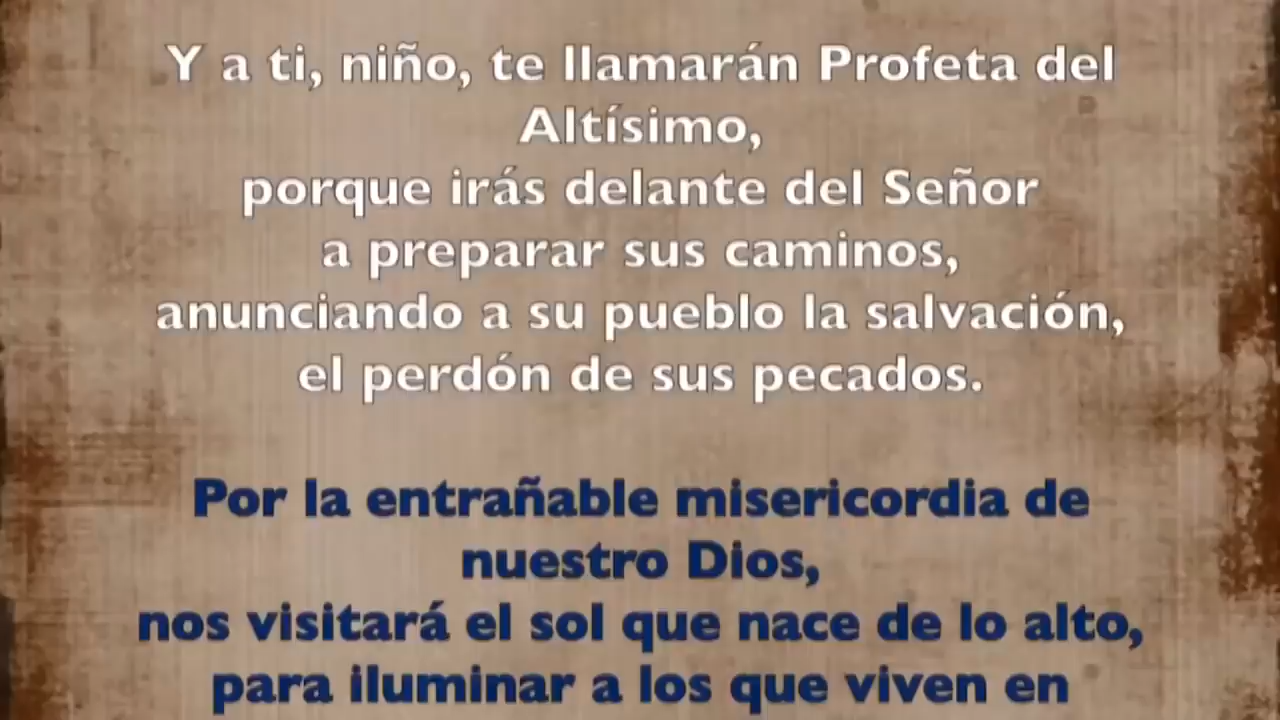 Y a ti, niño, te llamarán Profeta del
Altísimo,
porque irás delante del Señor
a preparar sus caminos,
anunciando a su pueblo la salvación,
el perdón de sus pecados.
Por la entrañable misericordia de
nuestro Dios,
nos visitará el sol que nace de lo alto,
para iluminar a los que viven en